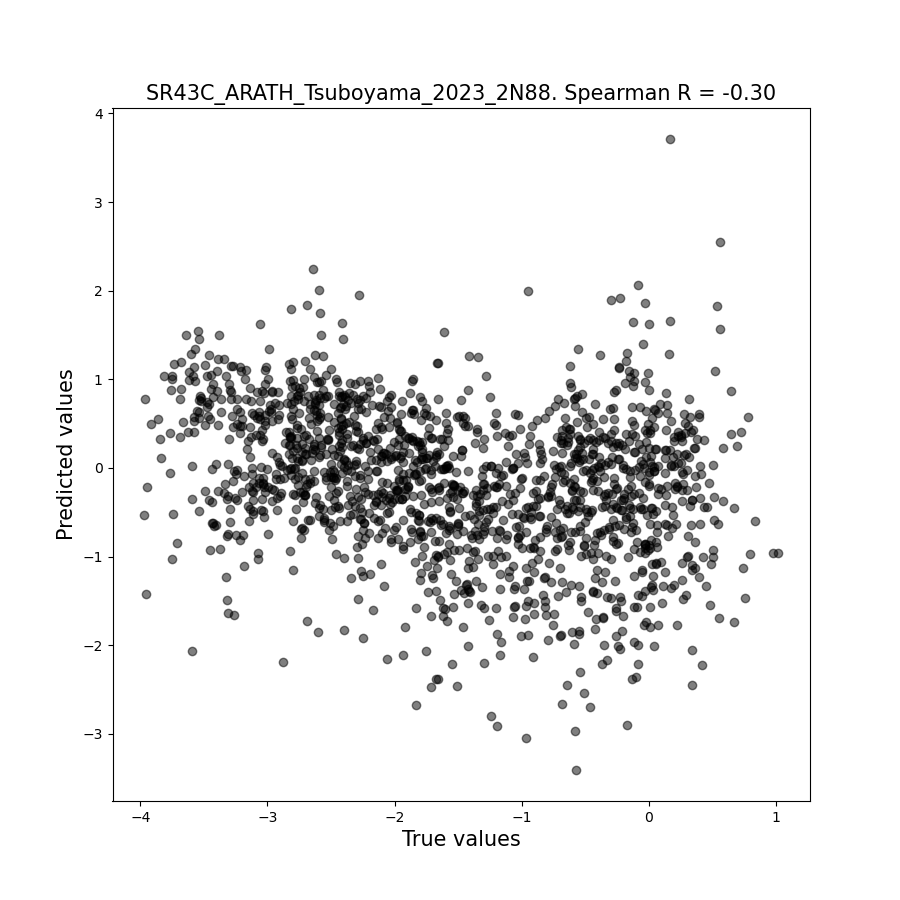 SR43C_ARATH_Tsuboyama_2023_2N88. Spearman R = -0.30
4
3
2
1
0
−1
−2
−3
Predicted values
−4 −3 −2 −1 0 1
True values